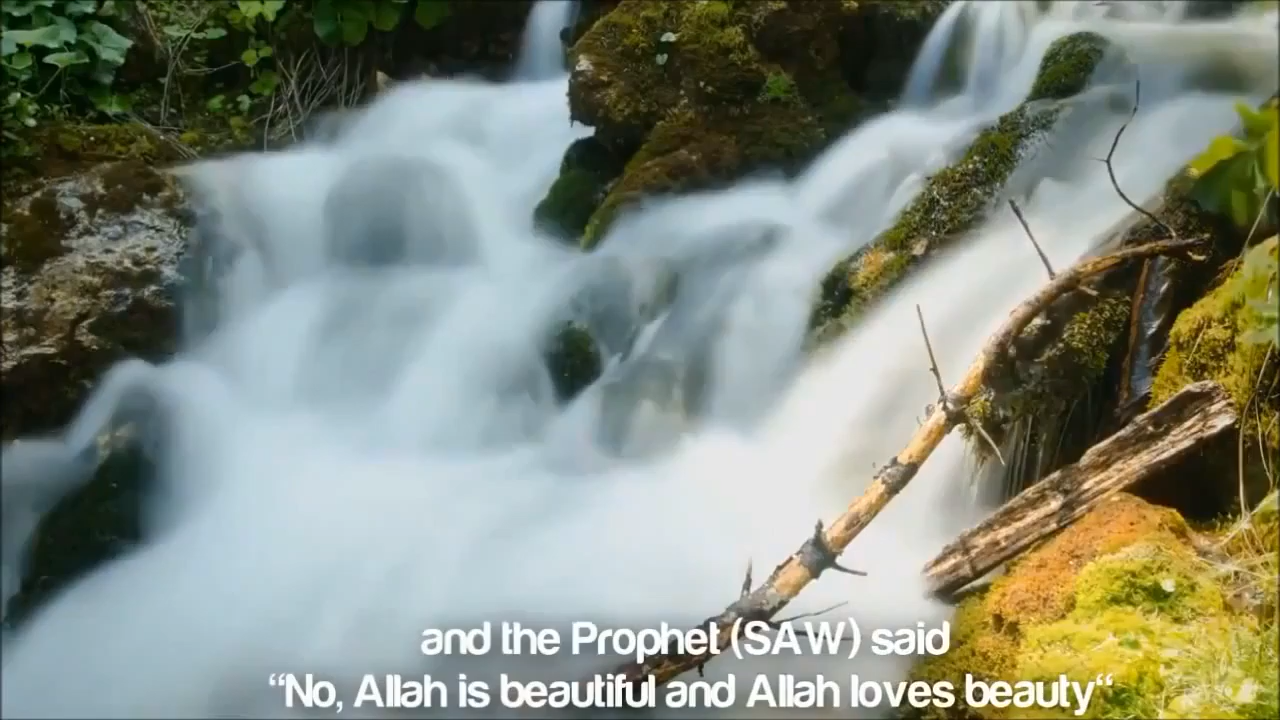 and the Prophet (SAW) said
“No, Allah is beautiful and Allah loves beauty“